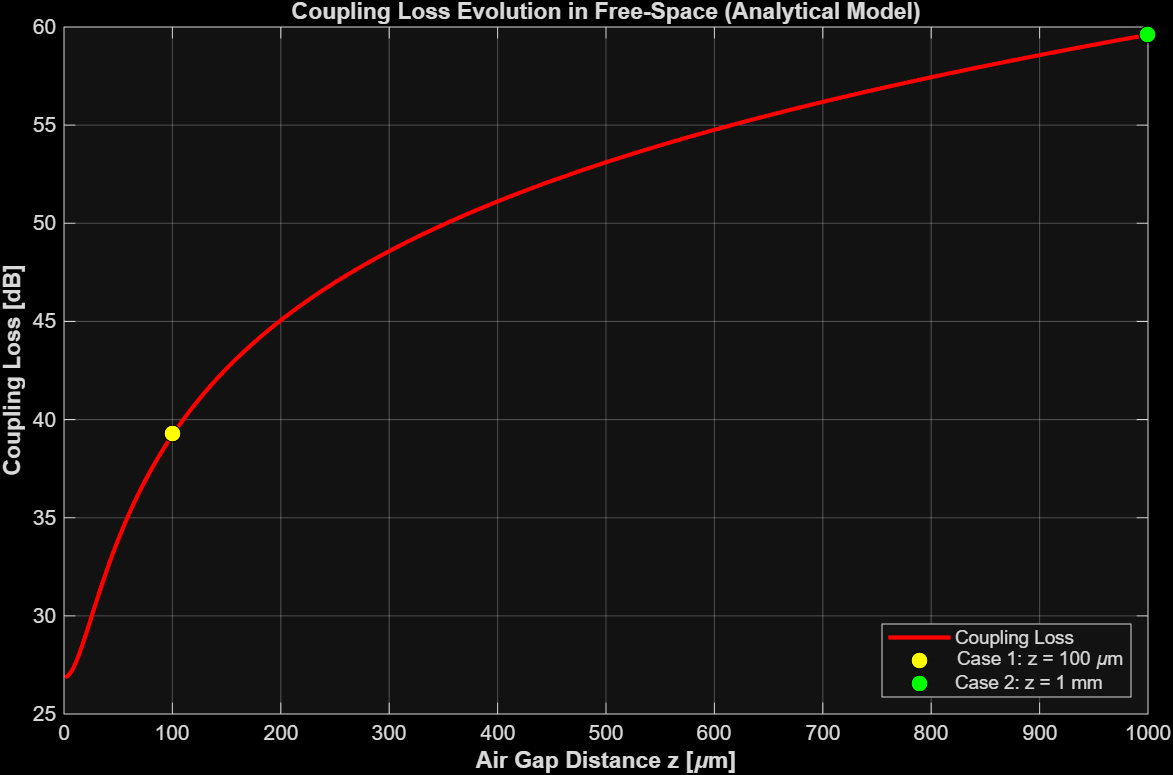 Coupling Loss Evolution in Free-Space (Analytical Model)
60
55
50
45
40
35
30
25
Coupling Loss [dB]
0 100 200 300 400 500 600 700 800 900 1000
Air Gap Distance z [μm]
Coupling Loss
Case 1: z = 100 μm
Case 2: z = 1 mm